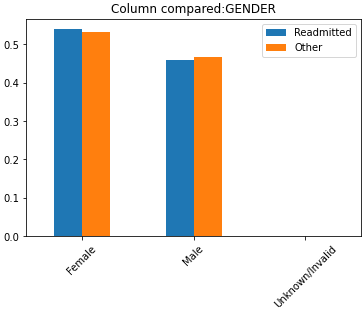 Column compared:GENDER
Readmitted
Other
0.5
0.4
0.3
0.2
0.1
0.0
Female
Male
Unknown/Invalid